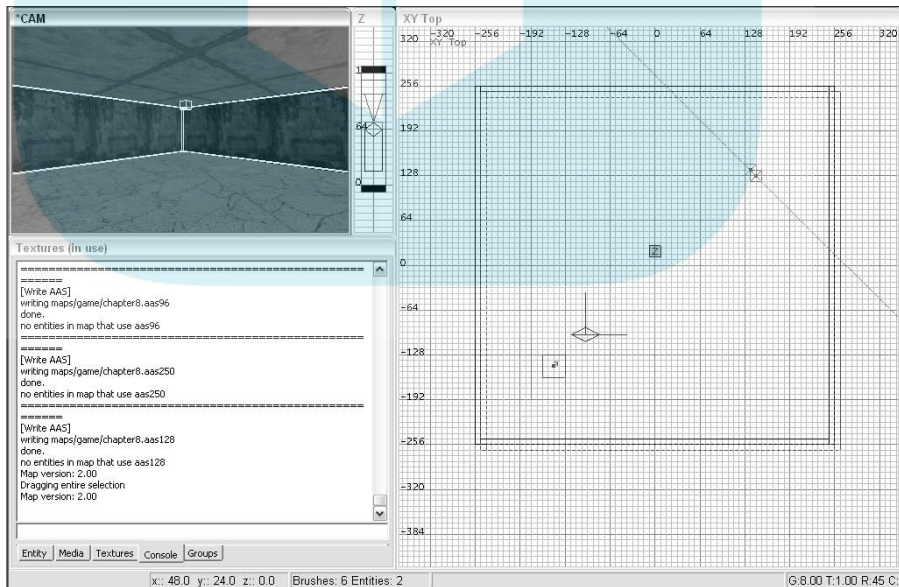 *CAM
Z
XY Top
1
64
0
XY Top
-320 -256 -192 -128 -64 0 64 128 192 256 320
320
256
192
128
64
0
-64
-128
-192
-256
-320
-384
Z
Textures (in use)
=================================================
======
[Write AAS]
writing maps/game/chapter8.aas96
done.
no entities in map that use aas96
=================================================
======
[Write AAS]
writing maps/game/chapter8.aas250
done.
no entities in map that use aas250
=================================================
======
[Write AAS]
writing maps/game/chapter8.aas128
done.
no entities in map that use aas128
Map version: 2.00
Dragging entire selection
Map version: 2.00
Entity Media Textures Console Groups
x:: 48.0 y:: 24.0 z:: 0.0 Brushes: 6 Entities: 2 G:8.00 T:1.00 R:45 C: